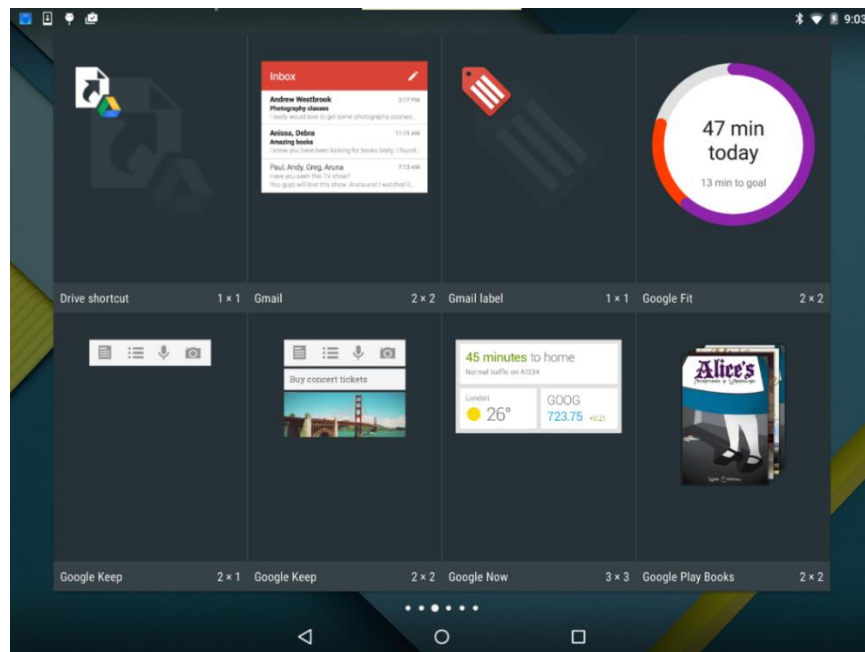 9:03
Inbox
Andrew Westbrook 3:17 PM
Photography classes
I really would love to get some photography courses..
Anissa, Debra 11:15 AM
Amazing books
I know you have been looking for books lately. I found..
Paul, Andy, Greg, Aruna 7:13 AM
Have you seen this TV show?
You guys will love this show. Aruna and I watched it..
47 min
today
13 min to goal
Drive shortcut 1 × 1 Gmail 2 × 2 Gmail label 1 × 1 Google Fit 2 × 2
Buy concert tickets
45 minutes to home
Normal traffic on A1234
London
26°
GOOG
723.75 +0.21
Alice's
Google Keep 2 × 1 Google Keep 2 × 2 Google Now 3 × 3 Google Play Books 2 × 2